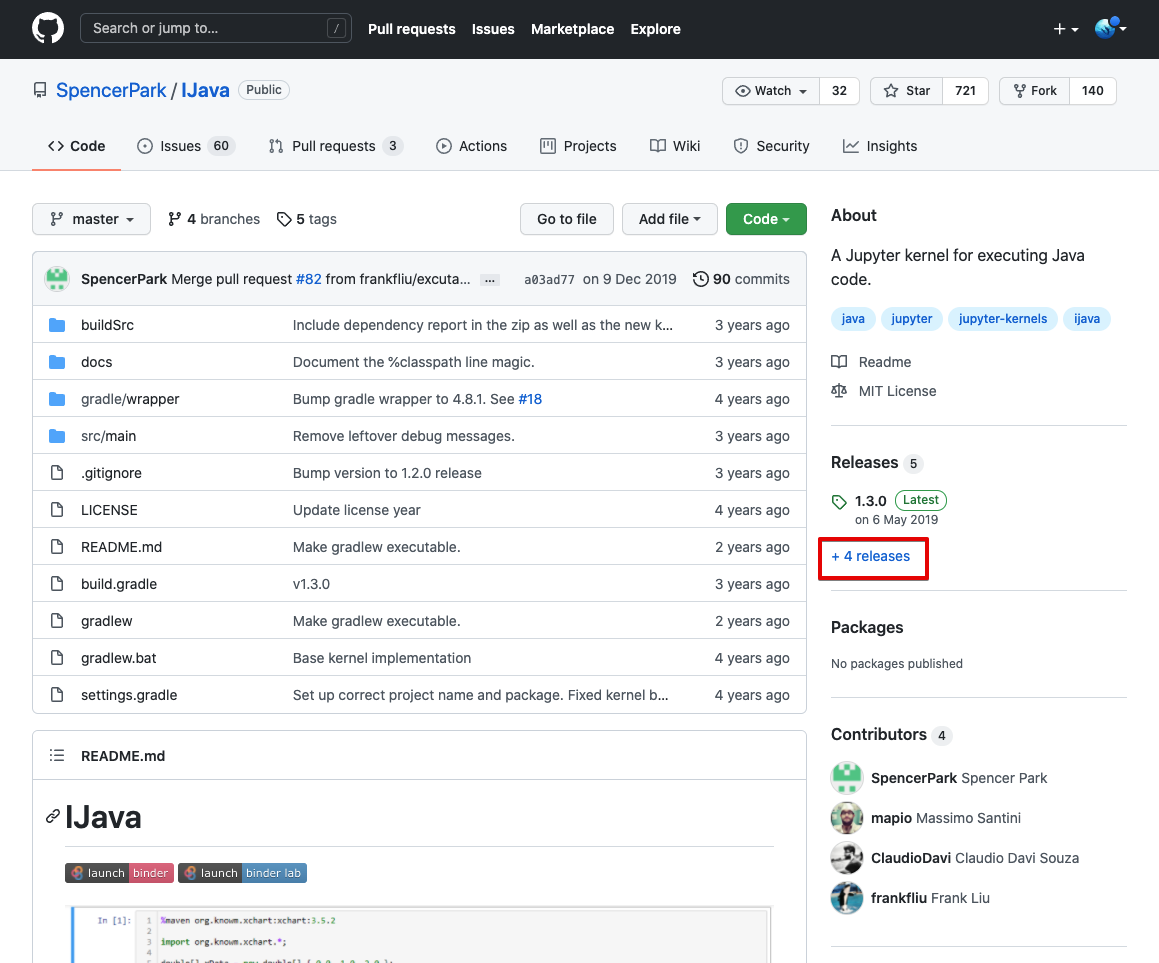 Search or jump to... /
Pull requests Issues Marketplace Explore
SpencerPark / IJava Public
Watch 32 Star 721 Fork 140
Code Issues 60 Pull requests 3 Actions Projects Wiki Security Insights
master 4 branches 5 tags Go to file Add file Code
SpencerPark Merge pull request #82 from frankfliu/excuta... ... a03ad77 on 9 Dec 2019 90 commits
buildSrc Include dependency report in the zip as well as the new k... 3 years ago
docs Document the %classpath line magic. 3 years ago
gradle/wrapper Bump gradle wrapper to 4.8.1. See #18 4 years ago
src/main Remove leftover debug messages. 3 years ago
.gitignore Bump version to 1.2.0 release 3 years ago
LICENSE Update license year 4 years ago
README.md Make gradlew executable. 2 years ago
build.gradle v1.3.0 3 years ago
gradlew Make gradlew executable. 2 years ago
gradlew.bat Base kernel implementation 4 years ago
settings.gradle Set up correct project name and package. Fixed kernel b... 4 years ago
README.md
IJava
launch binder launch binder lab
In [1]: 1 %maven org.knowm.xchart:xchart:3.5.2
2
3 import org.knowm.xchart.*;
4
About
A Jupyter kernel for executing Java
code.
java jupyter jupyter-kernels ijava
Readme
MIT License
Releases 5
1.3.0 Latest
on 6 May 2019
+ 4 releases
Packages
No packages published
Contributors 4
SpencerPark Spencer Park
mapio Massimo Santini
ClaudioDavi Claudio Davi Souza
frankfliu Frank Liu